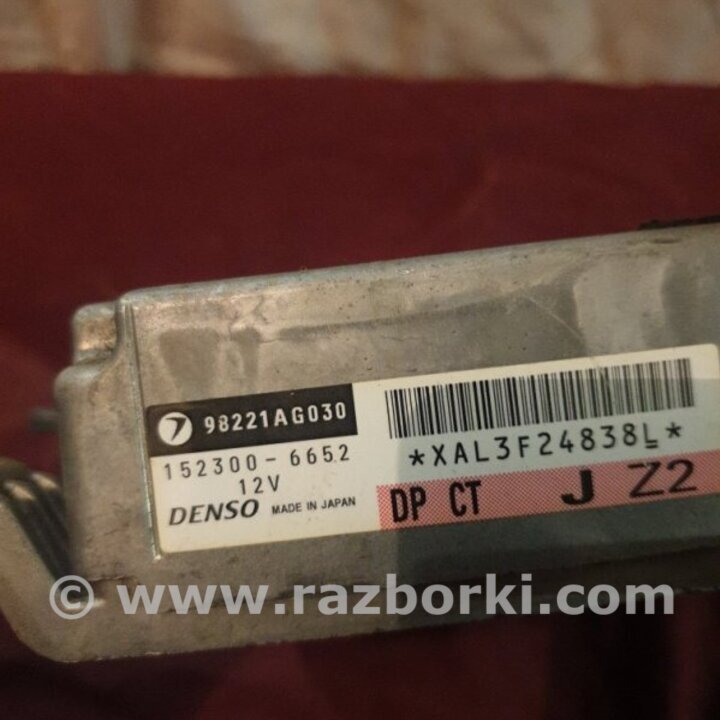 98221AG030
152300-6652
12V
DENSO MADE IN JAPAN
*XAL3F24838L*
DP CT J Z2
© www.razborki.com